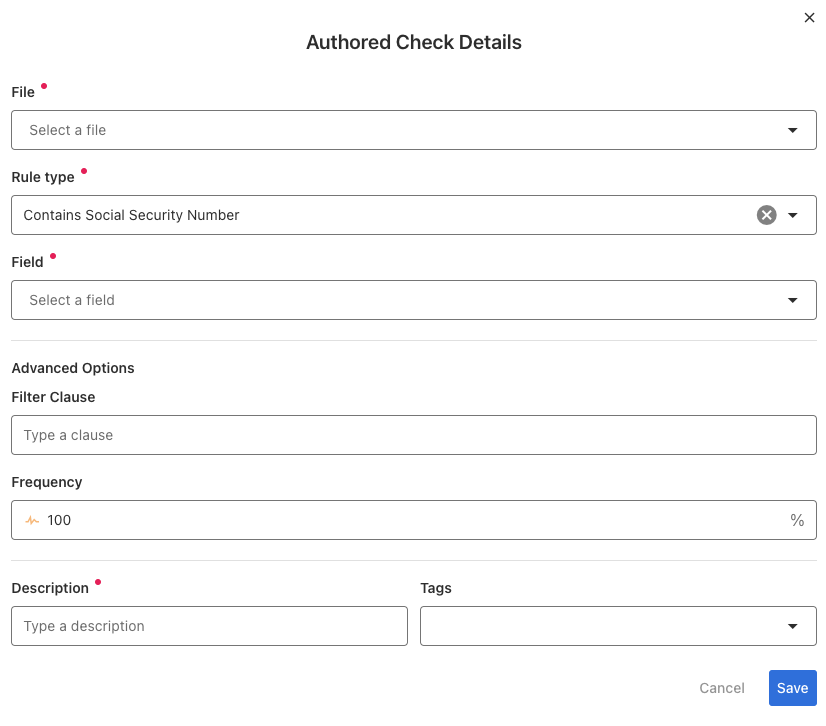 Authored Check Details
File
Select a file
Rule type
Contains Social Security Number
Field
Select a field
Advanced Options
Filter Clause
Type a clause
Frequency
100 %
Description Tags
Type a description
Cancel Save